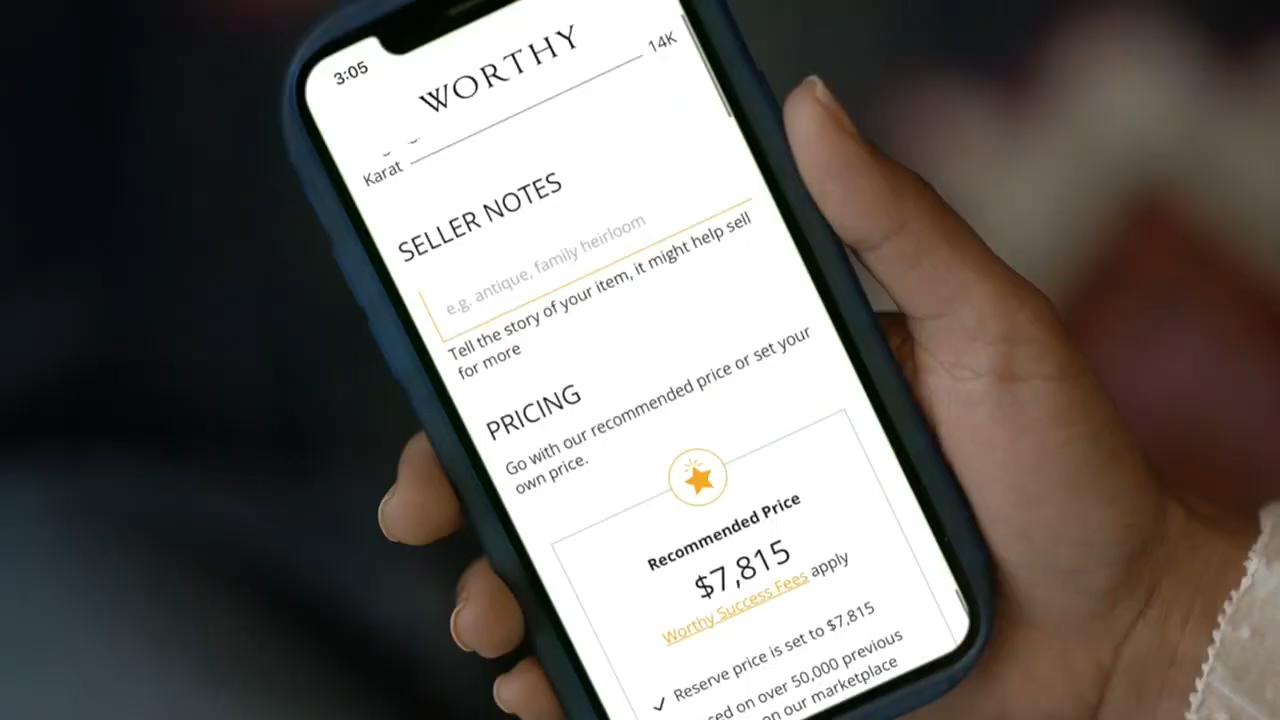 3:05
WORTHY
Karat 14K
SELLER NOTES
e.g. antique, family heirloom
Tell the story of your item, it might help sell
for more
PRICING
Go with our recommended price or set your
own price.
Recommended Price
$7,815
Worthy Success Fees apply
✓ Reserve price is set to $7,815
on over 50,000 previous
on our marketplace